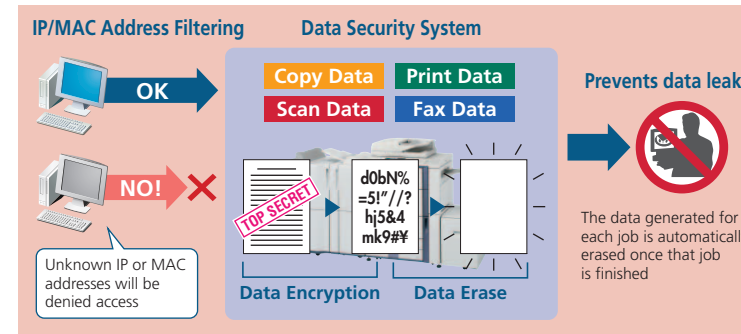 IP/MAC Address Filtering
Data Security System
OK
NO!
Unknown IP or MAC
addresses will be
denied access
Copy Data
Print Data
Scan Data
Fax Data
TOP SECRET
d0bN%
=5!"//?
hj5&4
mk9#¥
Data Encryption
Data Erase
Prevents data leak
The data generated for
each job is automaticall
erased once that job
is finished